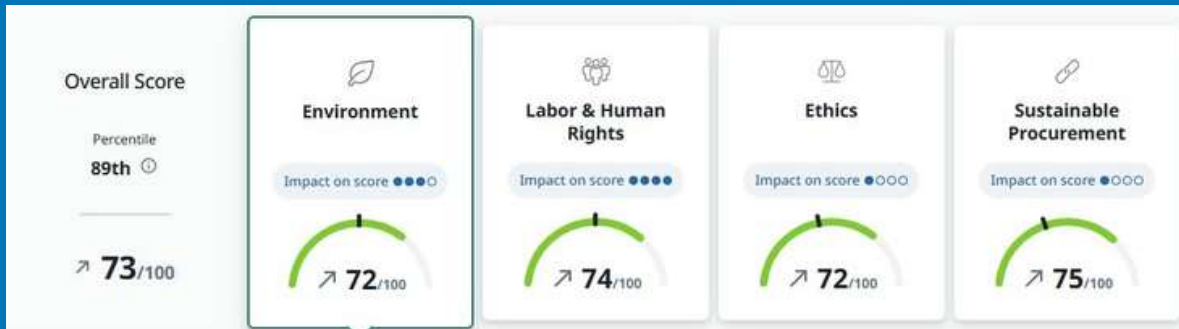 Overall Score
Percentile
89th
73/100
Environment
Impact on score
72/100
Labor & Human
Rights
Impact on score
74/100
Ethics
Impact on score
72/100
Sustainable
Procurement
Impact on score
75/100